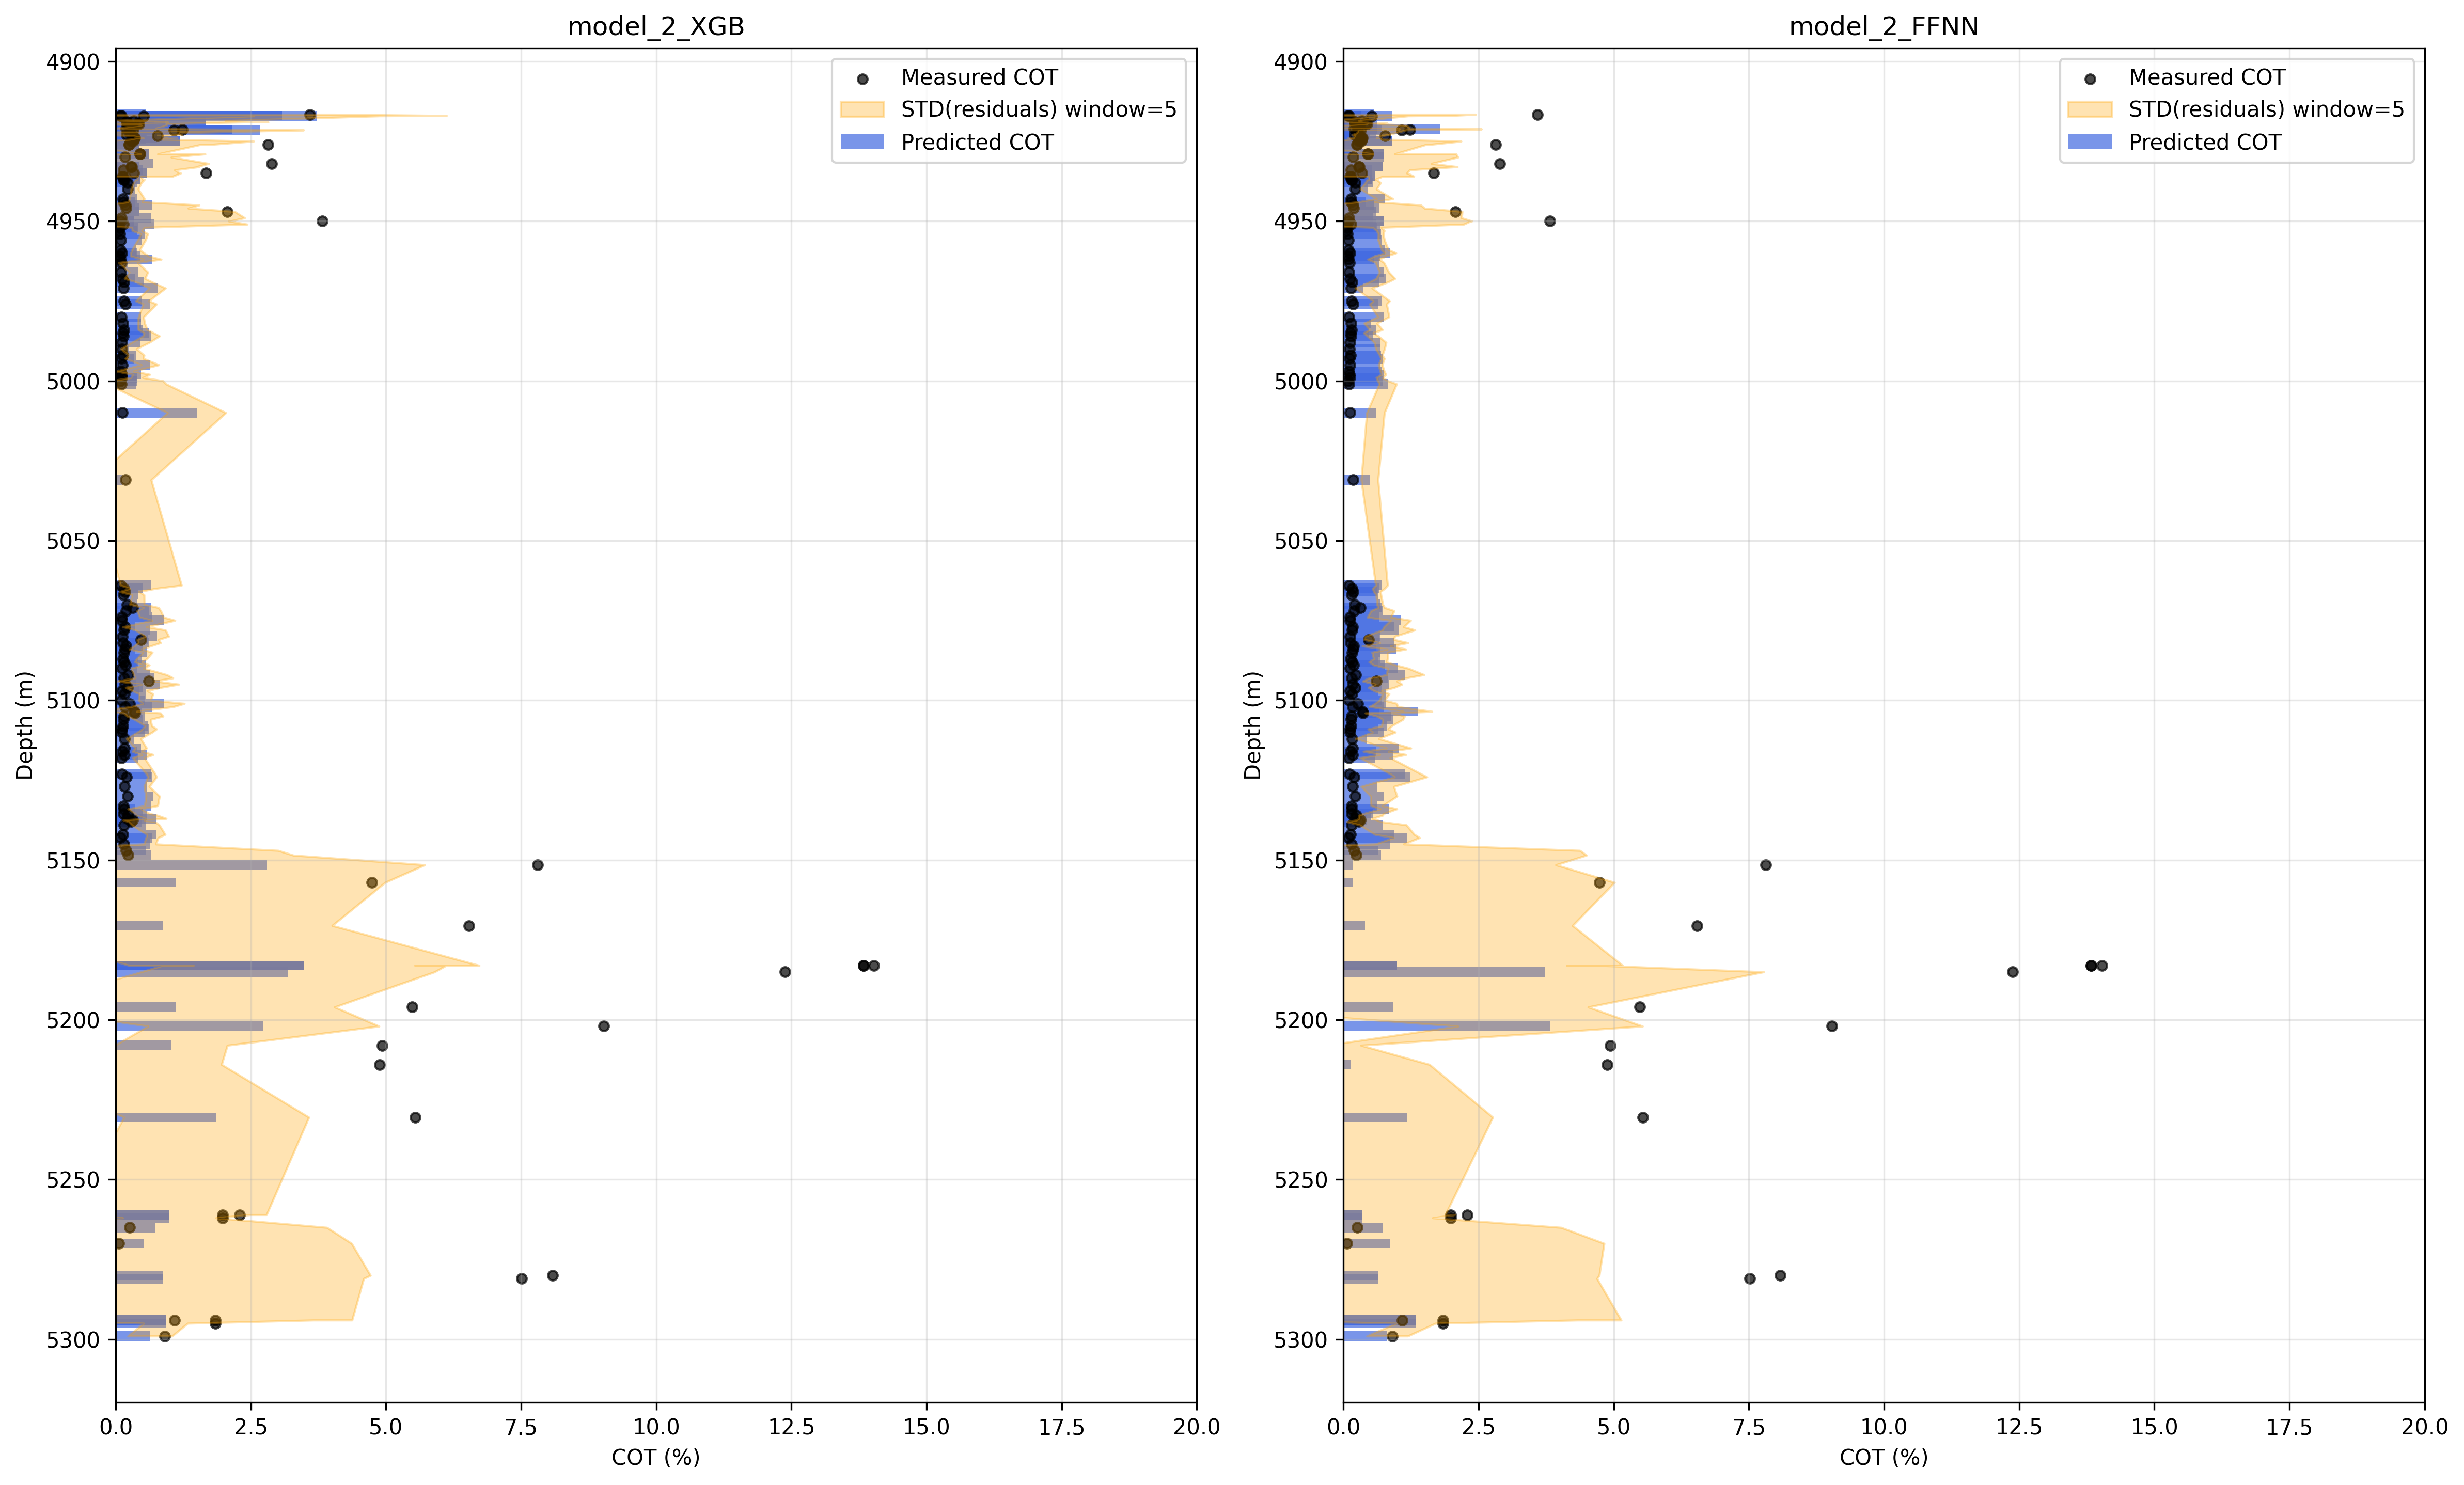 model_2_XGB
Measured COT
STD(residuals) window=5
Predicted COT
4900
4950
5000
5050
5100
5150
5200
5250
5300
Depth (m)
0.0 2.5 5.0 7.5 10.0 12.5 15.0 17.5 20.0
COT (%)
model_2_FFNN
Measured COT
STD(residuals) window=5
Predicted COT
4900
4950
5000
5050
5100
5150
5200
5250
5300
Depth (m)
0.0 2.5 5.0 7.5 10.0 12.5 15.0 17.5 20.0
COT (%)